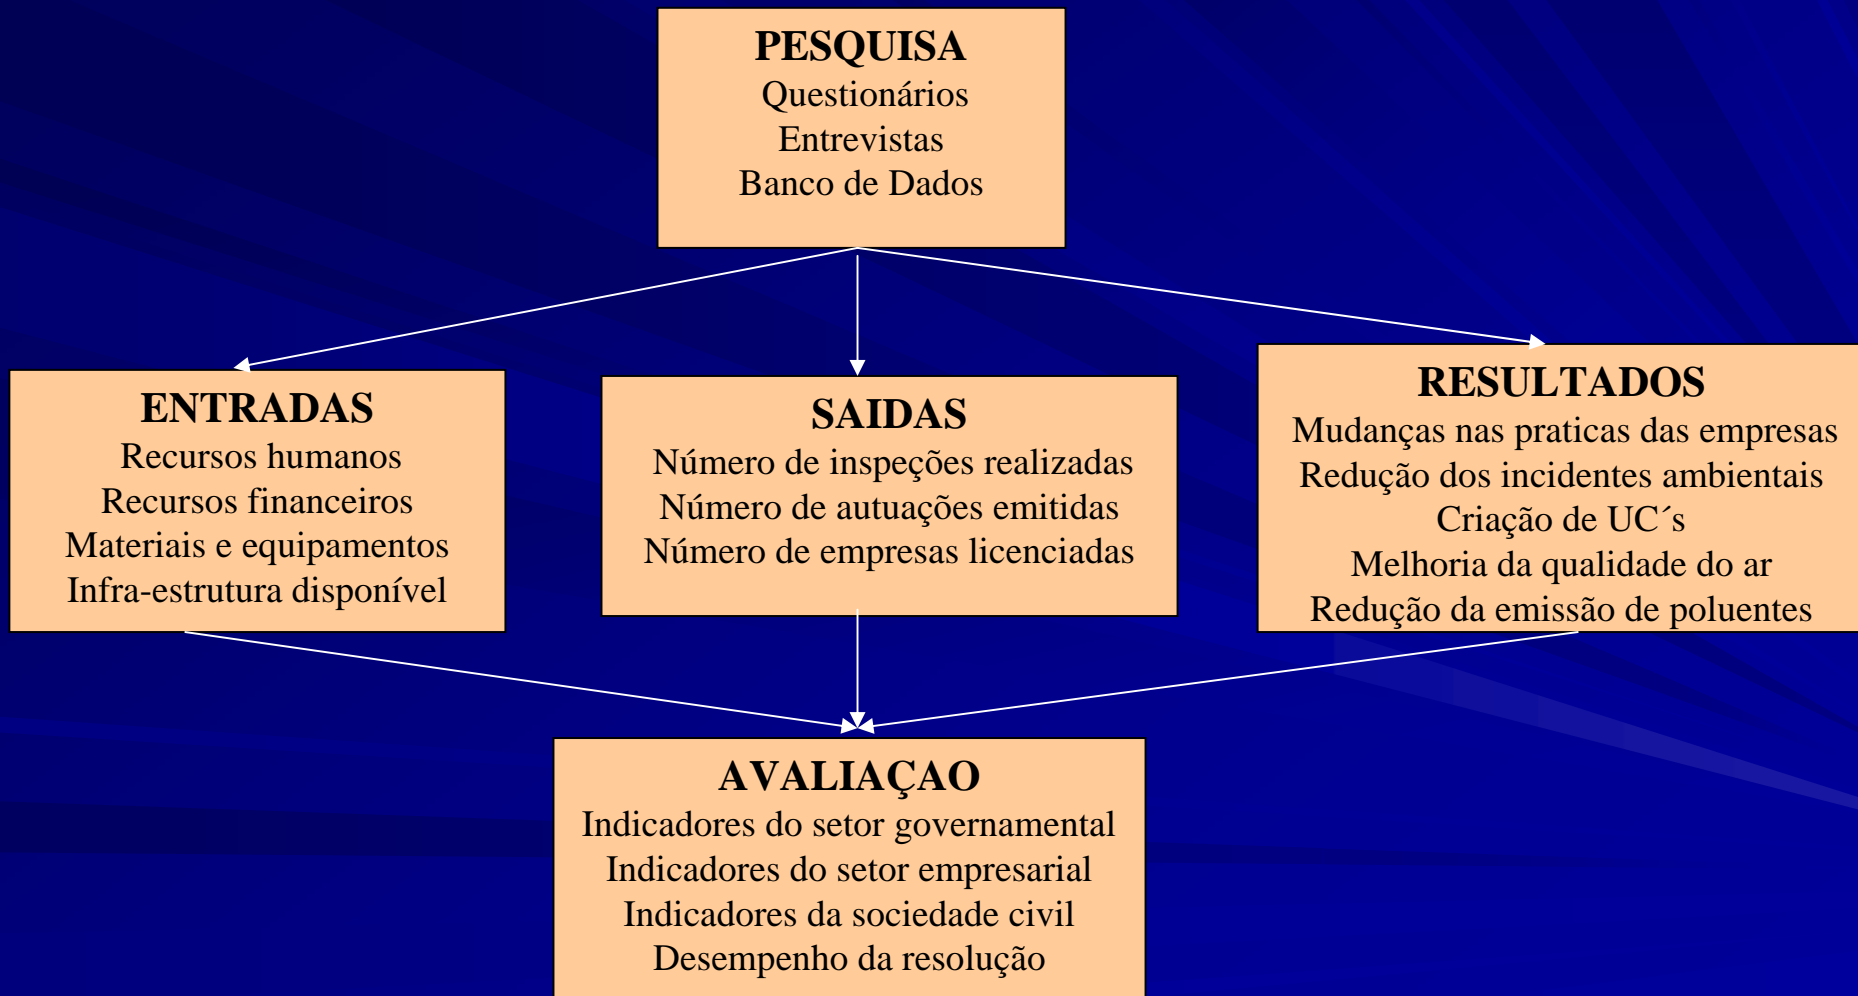 PESQUISA
Questionários
Entrevistas
Banco de Dados
ENTRADAS
Recursos humanos
Recursos financeiros
Materiais e equipamentos
Infra-estrutura disponível
SAIDAS
Número de inspeções realizadas
Número de autuações emitidas
Número de empresas licenciadas
RESULTADOS
Mudanças nas praticas das empresas
Redução dos incidentes ambientais
Criação de UC´s
Melhoria da qualidade do ar
Redução da emissão de poluentes
AVALIAÇAO
Indicadores do setor governamental
Indicadores do setor empresarial
Indicadores da sociedade civil
Desempenho da resolução